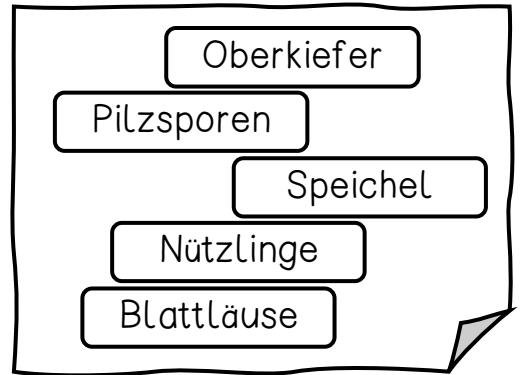 Oberkiefer
Pilzsporen
Speichel
Nützlinge
Blattläuse